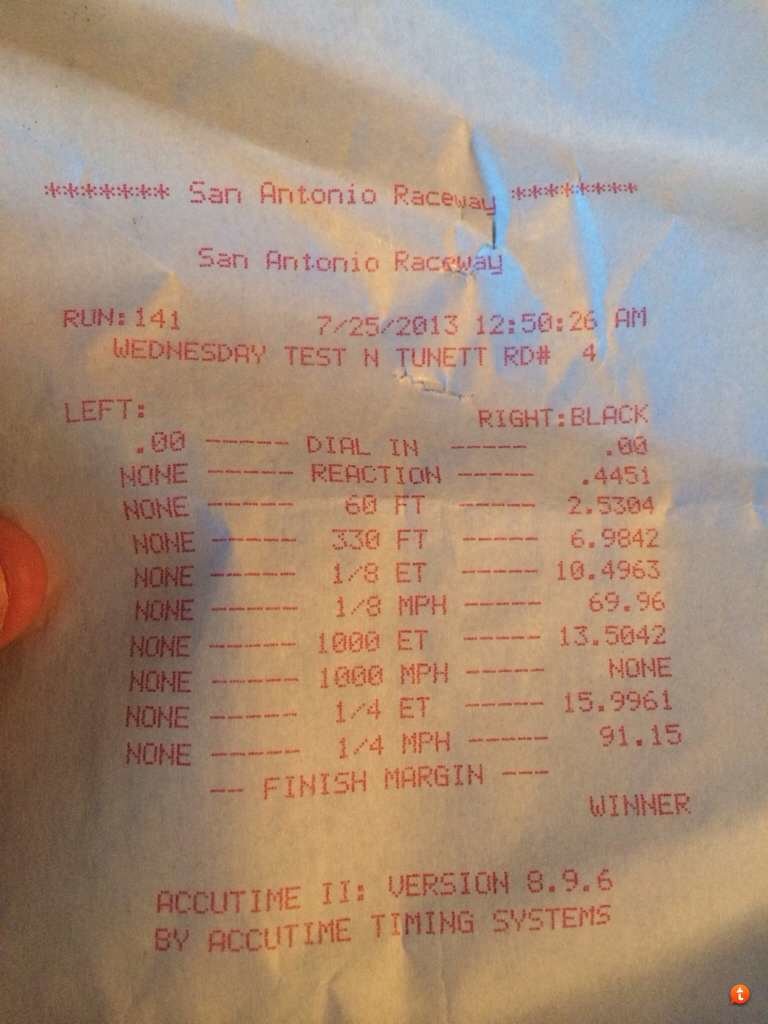 ******* San Antonio Raceway ********
San Antonio Raceway
RUN:141 7/25/2013 12:50:26 AM
WEDNESDAY TEST N TUNETT RD# 4
LEFT: RIGHT:BLACK
.00 ----- DIAL IN ----- .00
NONE ----- REACTION ----- .4451
NONE ----- 60 FT ----- 2.5304
NONE ----- 330 FT ----- 6.9842
NONE ----- 1/8 ET ----- 10.4963
NONE ----- 1/8 MPH ----- 69.96
NONE ----- 1000 ET ----- 13.5042
NONE ----- 1000 MPH ----- NONE
NONE ----- 1/4 ET ----- 15.9961
NONE ----- 1/4 MPH ----- 91.15
-- FINISH MARGIN ---
WINNER
ACCUTIME II: VERSION 8.9.6
BY ACCUTIME TIMING SYSTEMS
t